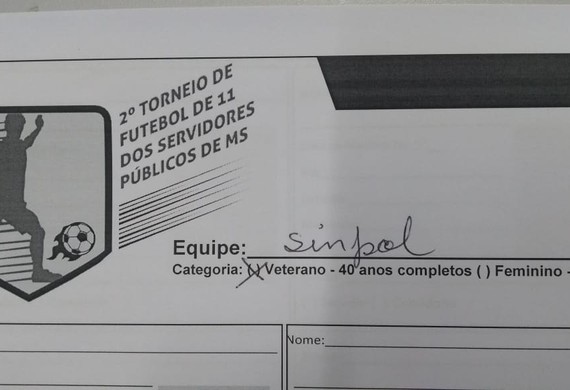 2º TORNEIO DE
FUTEBOL DE 11
DOS SERVIDORES
PÚBLICOS DE MS
Equipe: sinpol
Categoria: (X) Veterano - 40 anos completos ( ) Feminino -
Nome: